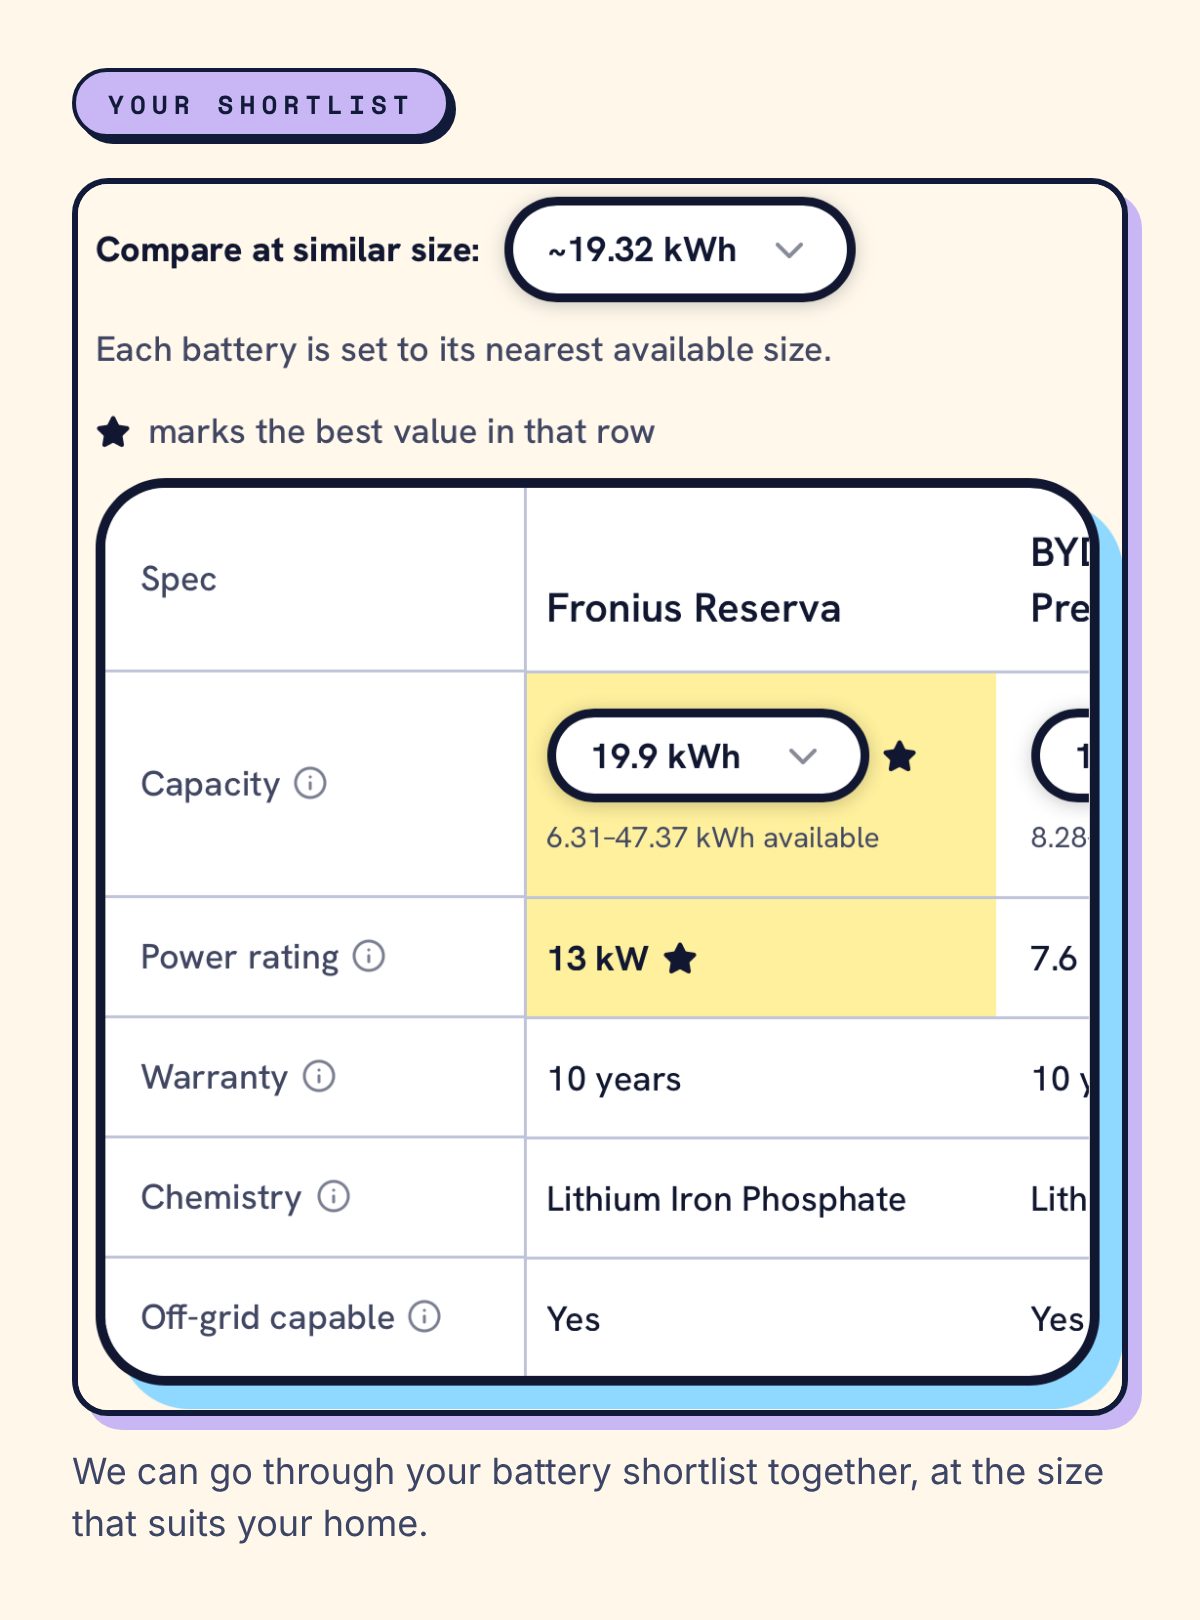 YOUR SHORTLIST
Compare at similar size: ~19.32 kWh
Each battery is set to its nearest available size.
★ marks the best value in that row
Spec
Fronius Reserva
Capacity
19.9 kWh ★
6.31–47.37 kWh available
8.28
Power rating
13 kW ★
7.6
Warranty
10 years
10
Chemistry
Lithium Iron Phosphate
Off-grid capable
Yes
Yes
We can go through your battery shortlist together, at the size
that suits your home.